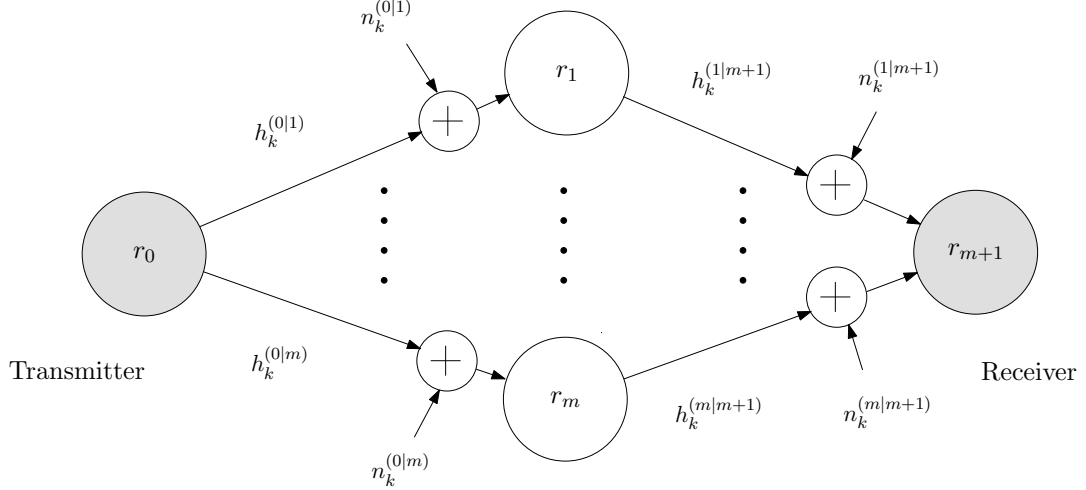 n_k^{(0|1)}
r_1
h_k^{(1|m+1)}
n_k^{(1|m+1)}
+
h_k^{(0|1)}
+
r_0
r_{m+1}
+
+
Transmitter
h_k^{(0|m)}
r_m
Receiver
h_k^{(m|m+1)}
n_k^{(m|m+1)}
n_k^{(0|m)}